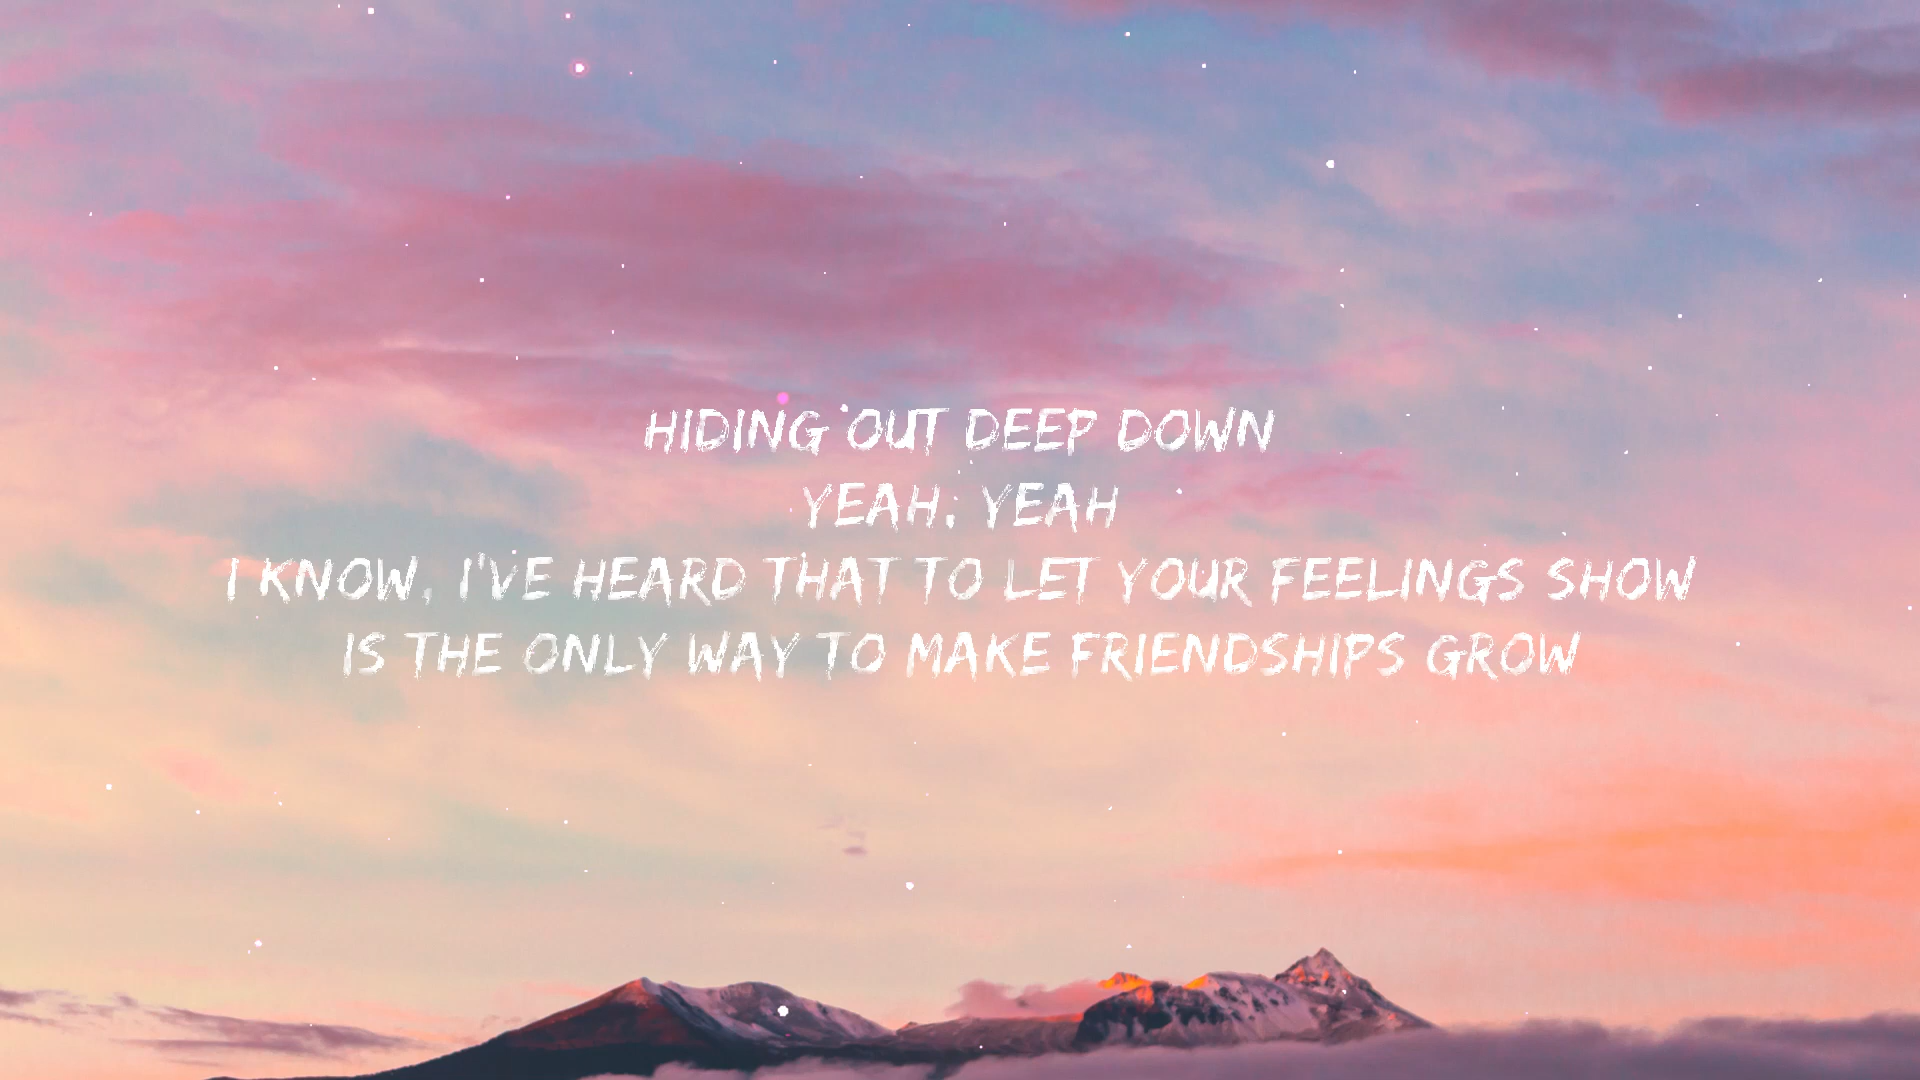 HIDING OUT DEEP DOWN
YEAH, YEAH
I KNOW, I'VE HEARD THAT TO LET YOUR FEELINGS SHOW
IS THE ONLY WAY TO MAKE FRIENDSHIPS GROW